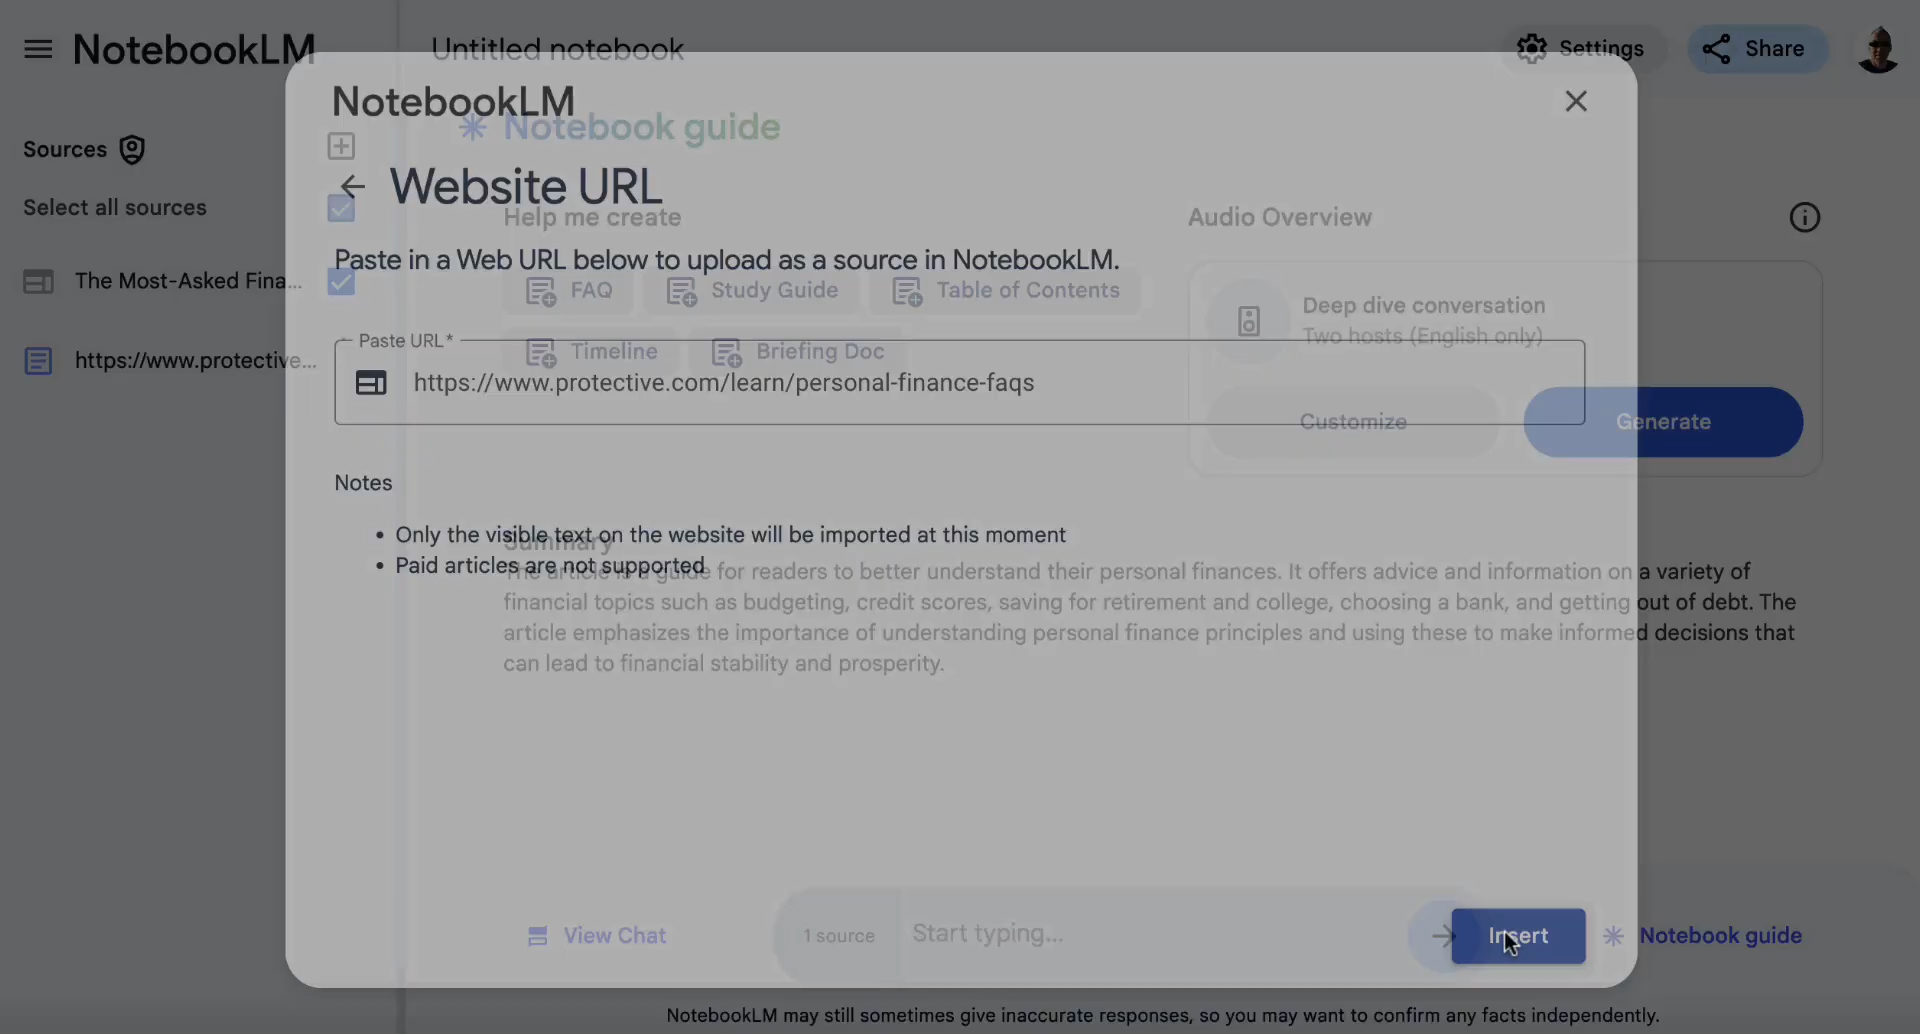 NotebookLM
Untitled notebook
Settings
Share
NotebookLM
Notebook guide
Sources
Website URL
Select all sources
Help me create
Audio Overview
Paste in a Web URL below to upload as a source in NotebookLM.
The Most-Asked Fina...
FAQ
Study Guide
Table of Contents
Deep dive conversation
Two hosts (English only)
Paste URL*
https://www.protective...
Timeline
Briefing Doc
https://www.protective.com/learn/personal-finance-faqs
Customize
Generate
Notes
• Only the visible text on the website will be imported at this moment
Summary
• Paid articles are not supported
The article is a guide for readers to better understand their personal finances. It offers advice and information on a variety of
financial topics such as budgeting, credit scores, saving for retirement and college, choosing a bank, and getting out of debt. The
article emphasizes the importance of understanding personal finance principles and using these to make informed decisions that
can lead to financial stability and prosperity.
View Chat
1 source
Start typing...
Insert
Notebook guide
NotebookLM may still sometimes give inaccurate responses, so you may want to confirm any facts independently.